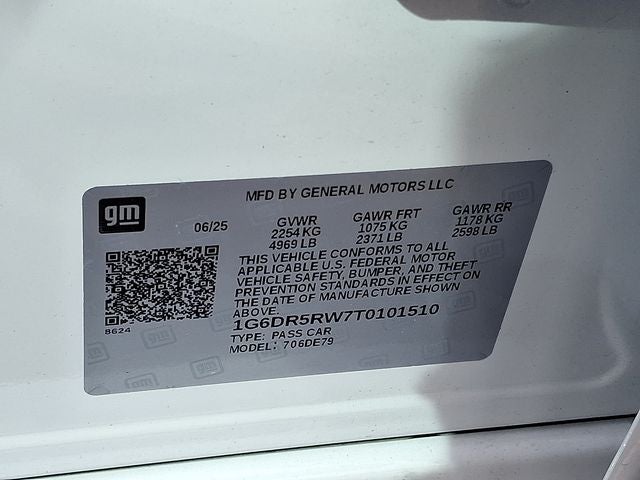 MFD BY GENERAL MOTORS LLC
gm
06/25
GVWR GAWR FRT GAWR RR
2254 KG 1075 KG 1178 KG
4969 LB 2371 LB 2598 LB
THIS VEHICLE CONFORMS TO ALL
APPLICABLE U.S. FEDERAL MOTOR
VEHICLE SAFETY, BUMPER, AND THEFT
PREVENTION STANDARDS IN EFFECT ON
THE DATE OF MANUFACTURE SHOWN
ABOVE.
8624
1G6DR5RW7T0101510
TYPE: PASS CAR
MODEL: 706DE79